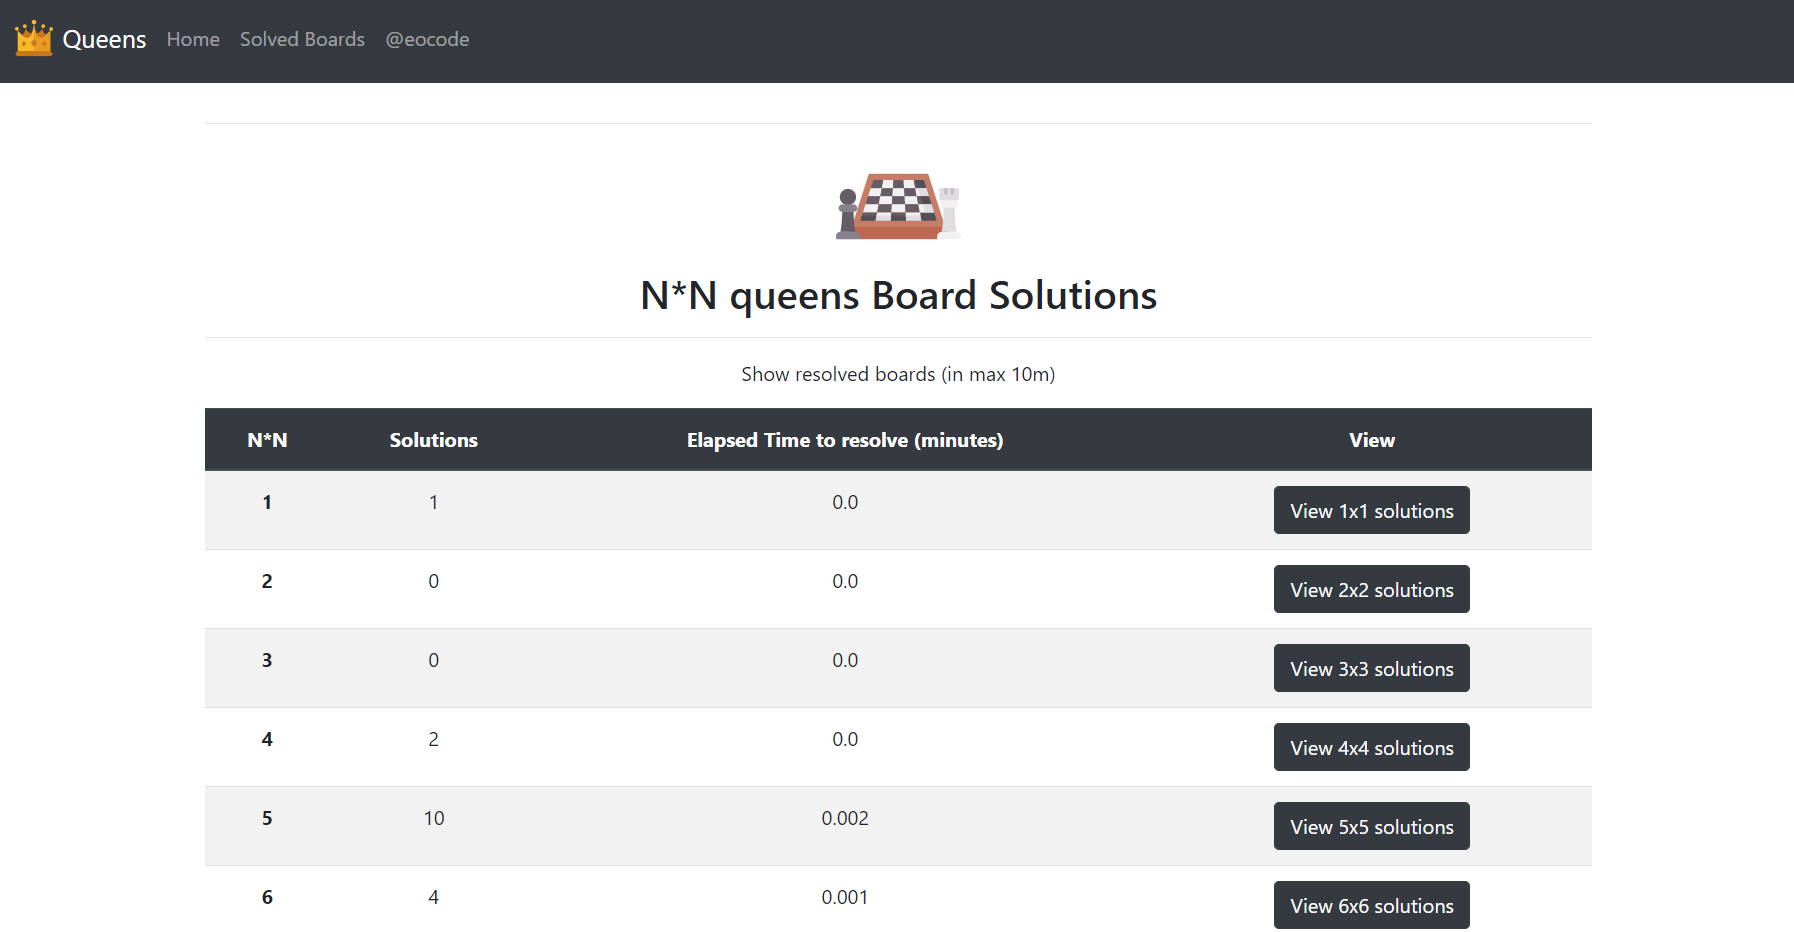 Queens Home Solved Boards @eocode
N*N queens Board Solutions
Show resolved boards (in max 10m)
N*N Solutions Elapsed Time to resolve (minutes) View
1 1 0.0 View 1x1 solutions
2 0 0.0 View 2x2 solutions
3 0 0.0 View 3x3 solutions
4 2 0.0 View 4x4 solutions
5 10 0.002 View 5x5 solutions
6 4 0.001 View 6x6 solutions